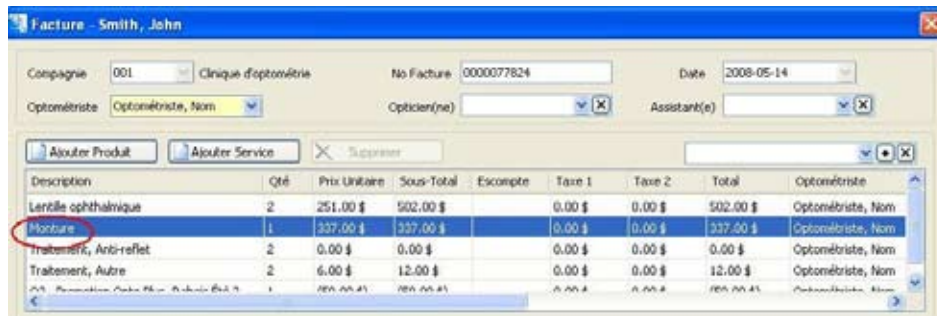 Facture - Smith, John
Compagnie 001 Clinique d'optométrie No Facture 0000077824 Date 2008-05-14
Optométriste Optométriste, Nom Opticien(ne) Assistant(e)
Ajouter Produit Ajouter Service Supprimer
Description Qté Prix Unitaire Sous-Total Escompte Taxe 1 Taxe 2 Total Optométriste
Lentille ophthalmique 2 251.00 $ 502.00 $ 0.00 $ 0.00 $ 502.00 $ Optométriste, Nom
Monture 1 337.00 $ 337.00 $ 0.00 $ 0.00 $ 337.00 $ Optométriste, Nom
Traitement, Anti-reflet 2 0.00 $ 0.00 $ 0.00 $ 0.00 $ 0.00 $ Optométriste, Nom
Traitement, Autre 2 6.00 $ 12.00 $ 0.00 $ 0.00 $ 12.00 $ Optométriste, Nom